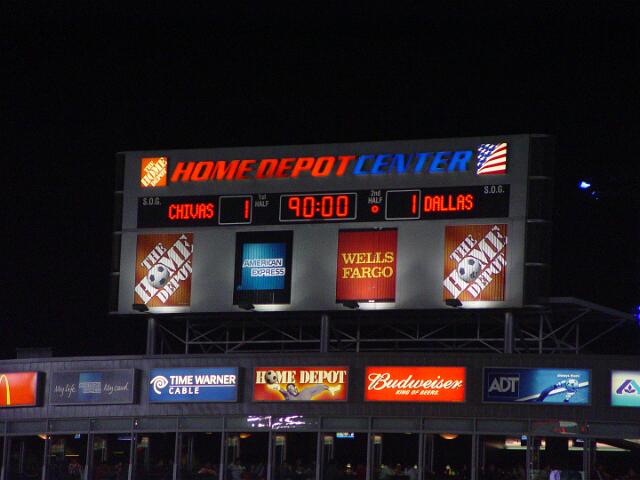 THE HOME DEPOT
HOME DEPOT CENTER
S.O.G.
CHIVAS 1
1st HALF
90:00
2nd HALF
1 DALLAS
S.O.G.
THE HOME DEPOT
AMERICAN EXPRESS
WELLS FARGO
THE HOME DEPOT
My life My card
TIME WARNER CABLE
HOME DEPOT
Budweiser
KING OF BEERS.
ADT
Always There